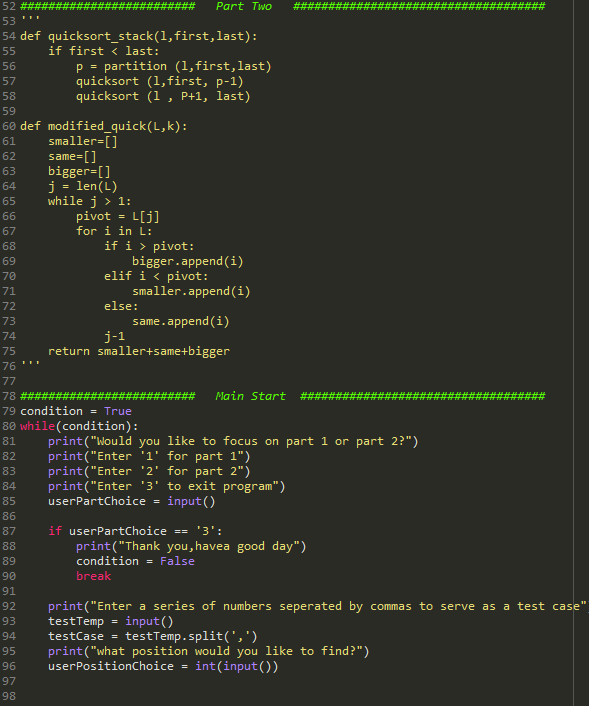 52 #########################   Part Two   ####################################
53 '''
54 def quicksort_stack(l,first,last):
55     if first < last:
56         p = partition (l,first,last)
57         quicksort (l,first, p-1)
58         quicksort (l , P+1, last)
59
60 def modified_quick(L,k):
61     smaller=[]
62     same=[]
63     bigger=[]
64     j = len(L)
65     while j > 1:
66         pivot = L[j]
67         for i in L:
68             if i > pivot:
69                 bigger.append(i)
70             elif i < pivot:
71                 smaller.append(i)
72             else:
73                 same.append(i)
74             j-1
75     return smaller+same+bigger
76 '''
77
78 #########################   Main Start  ###################################
79 condition = True
80 while(condition):
81     print("Would you like to focus on part 1 or part 2?")
82     print("Enter '1' for part 1")
83     print("Enter '2' for part 2")
84     print("Enter '3' to exit program")
85     userPartChoice = input()
86
87     if userPartChoice == '3':
88         print("Thank you,havea good day")
89         condition = False
90         break
91
92     print("Enter a series of numbers seperated by commas to serve as a test case"
93     testTemp = input()
94     testCase = testTemp.split(',')
95     print("what position would you like to find?")
96     userPositionChoice = int(input())
97
98